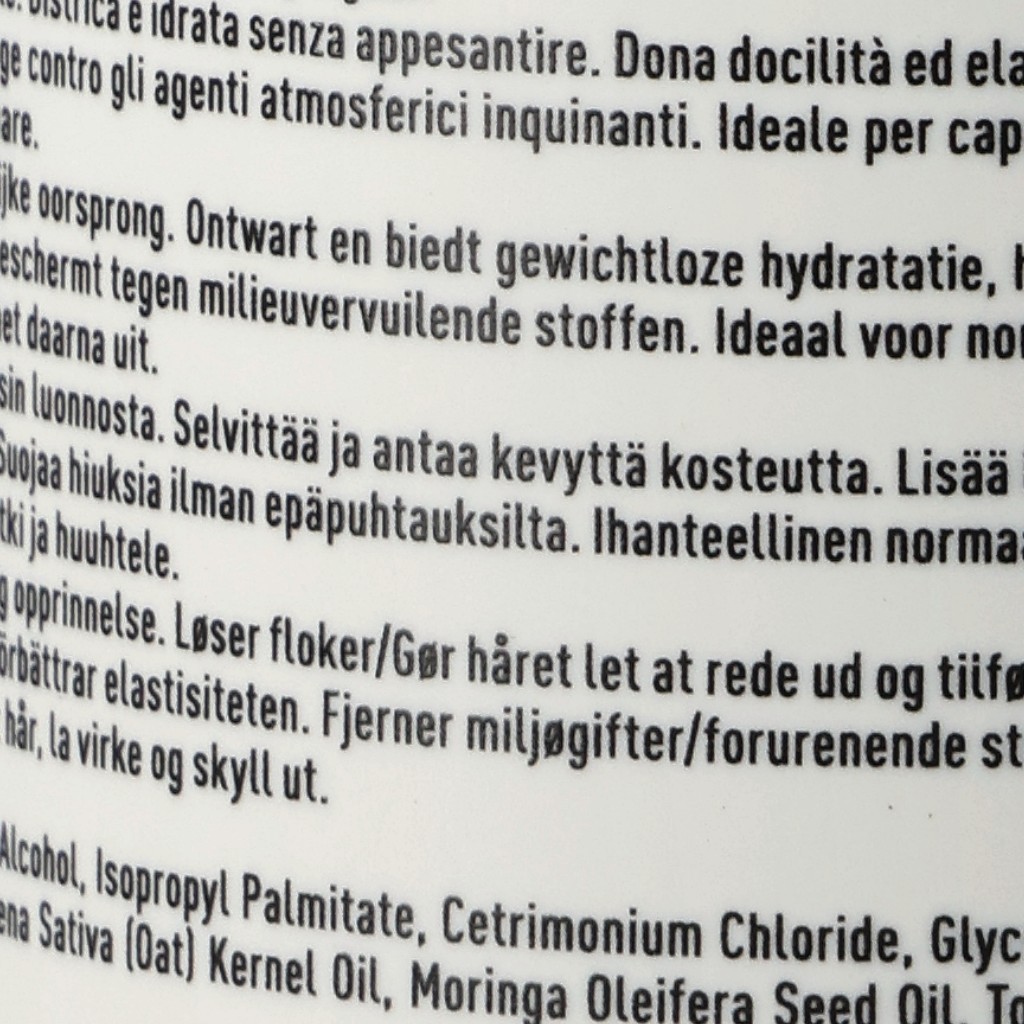 e idrata senza appesantire. Dona docilità ed ela
ge contro gli agenti atmosferici inquinanti. Ideale per cap
are.
ijke oorsprong. Ontwart en biedt gewichtloze hydratatie, h
eschermt tegen milieuvervuilende stoffen. Ideaal voor nor
et daarna uit.
sin luonnosta. Selvittää ja antaa kevyttä kosteutta. Lisää
Suojaa hiuksia ilman epäpuhtauksilta. Ihanteellinen normaa
tki ja huuhtele.
g opprinnelse. Løser floker/Gør håret let at rede ud og tiilfø
örbättrar elastisiteten. Fjerner miljøgifter/forurenende st
hår, la virke og skyll ut.
Alcohol, Isopropyl Palmitate, Cetrimonium Chloride, Glyc
ena Sativa (Oat) Kernel Oil, Moringa Oleifera Seed Oil, To